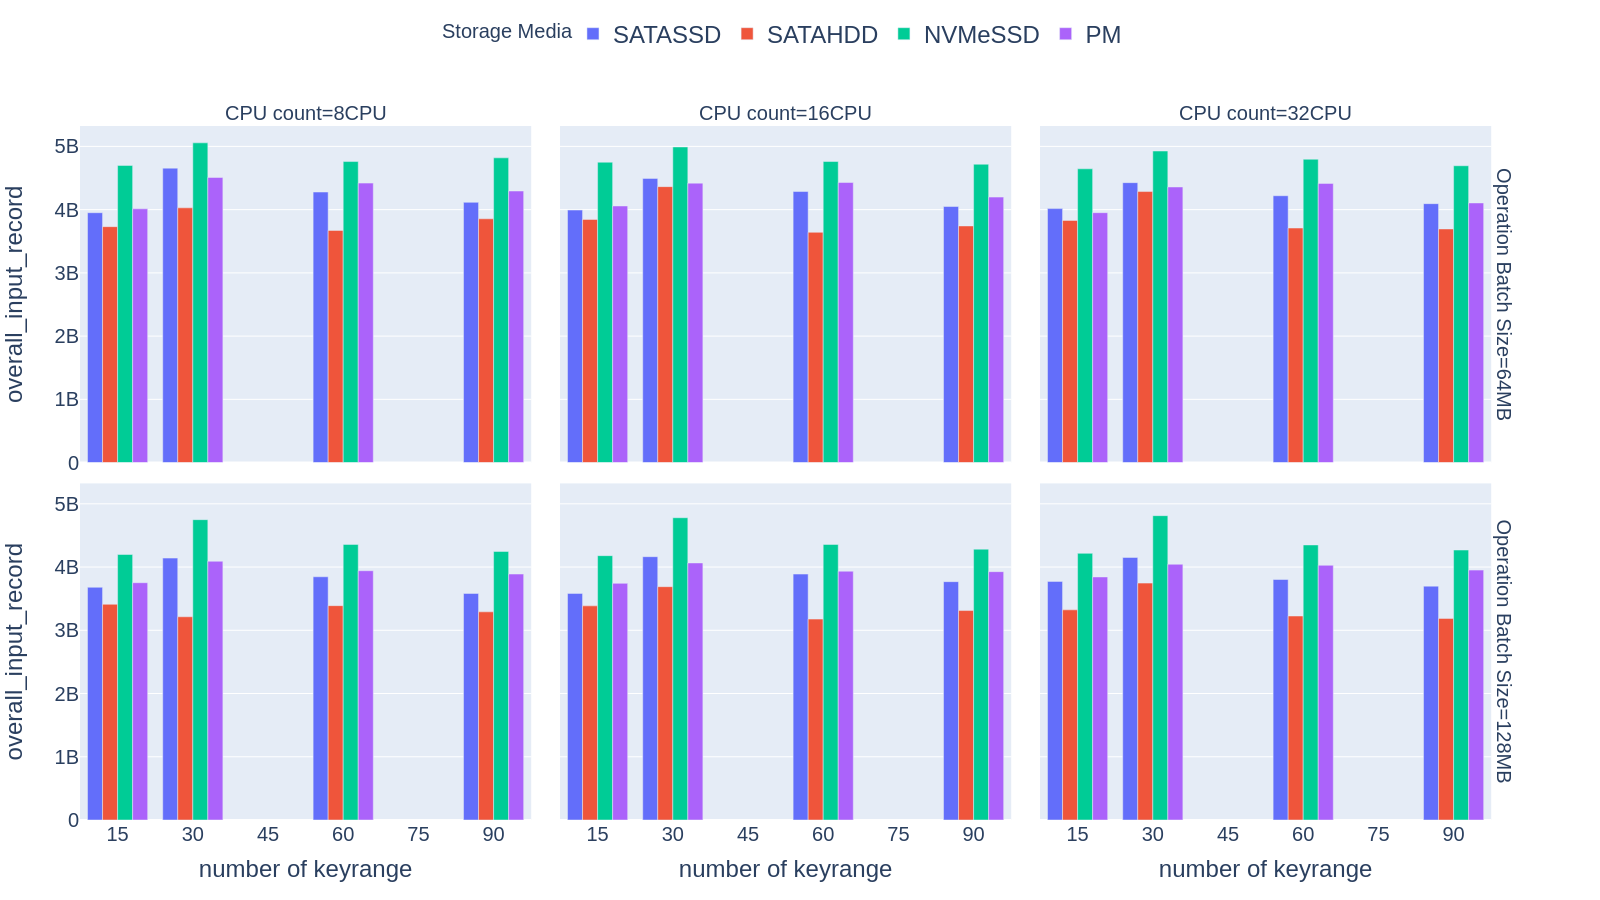 Storage Media SATASSD SATAHDD NVMeSSD PM
CPU count=8CPU CPU count=16CPU CPU count=32CPU
overall_input_record
5B
4B
3B
2B
1B
0
Operation Batch Size=64MB
overall_input_record
5B
4B
3B
2B
1B
0
Operation Batch Size=128MB
15 30 45 60 75 90 15 30 45 60 75 90 15 30 45 60 75 90
number of keyrange number of keyrange number of keyrange